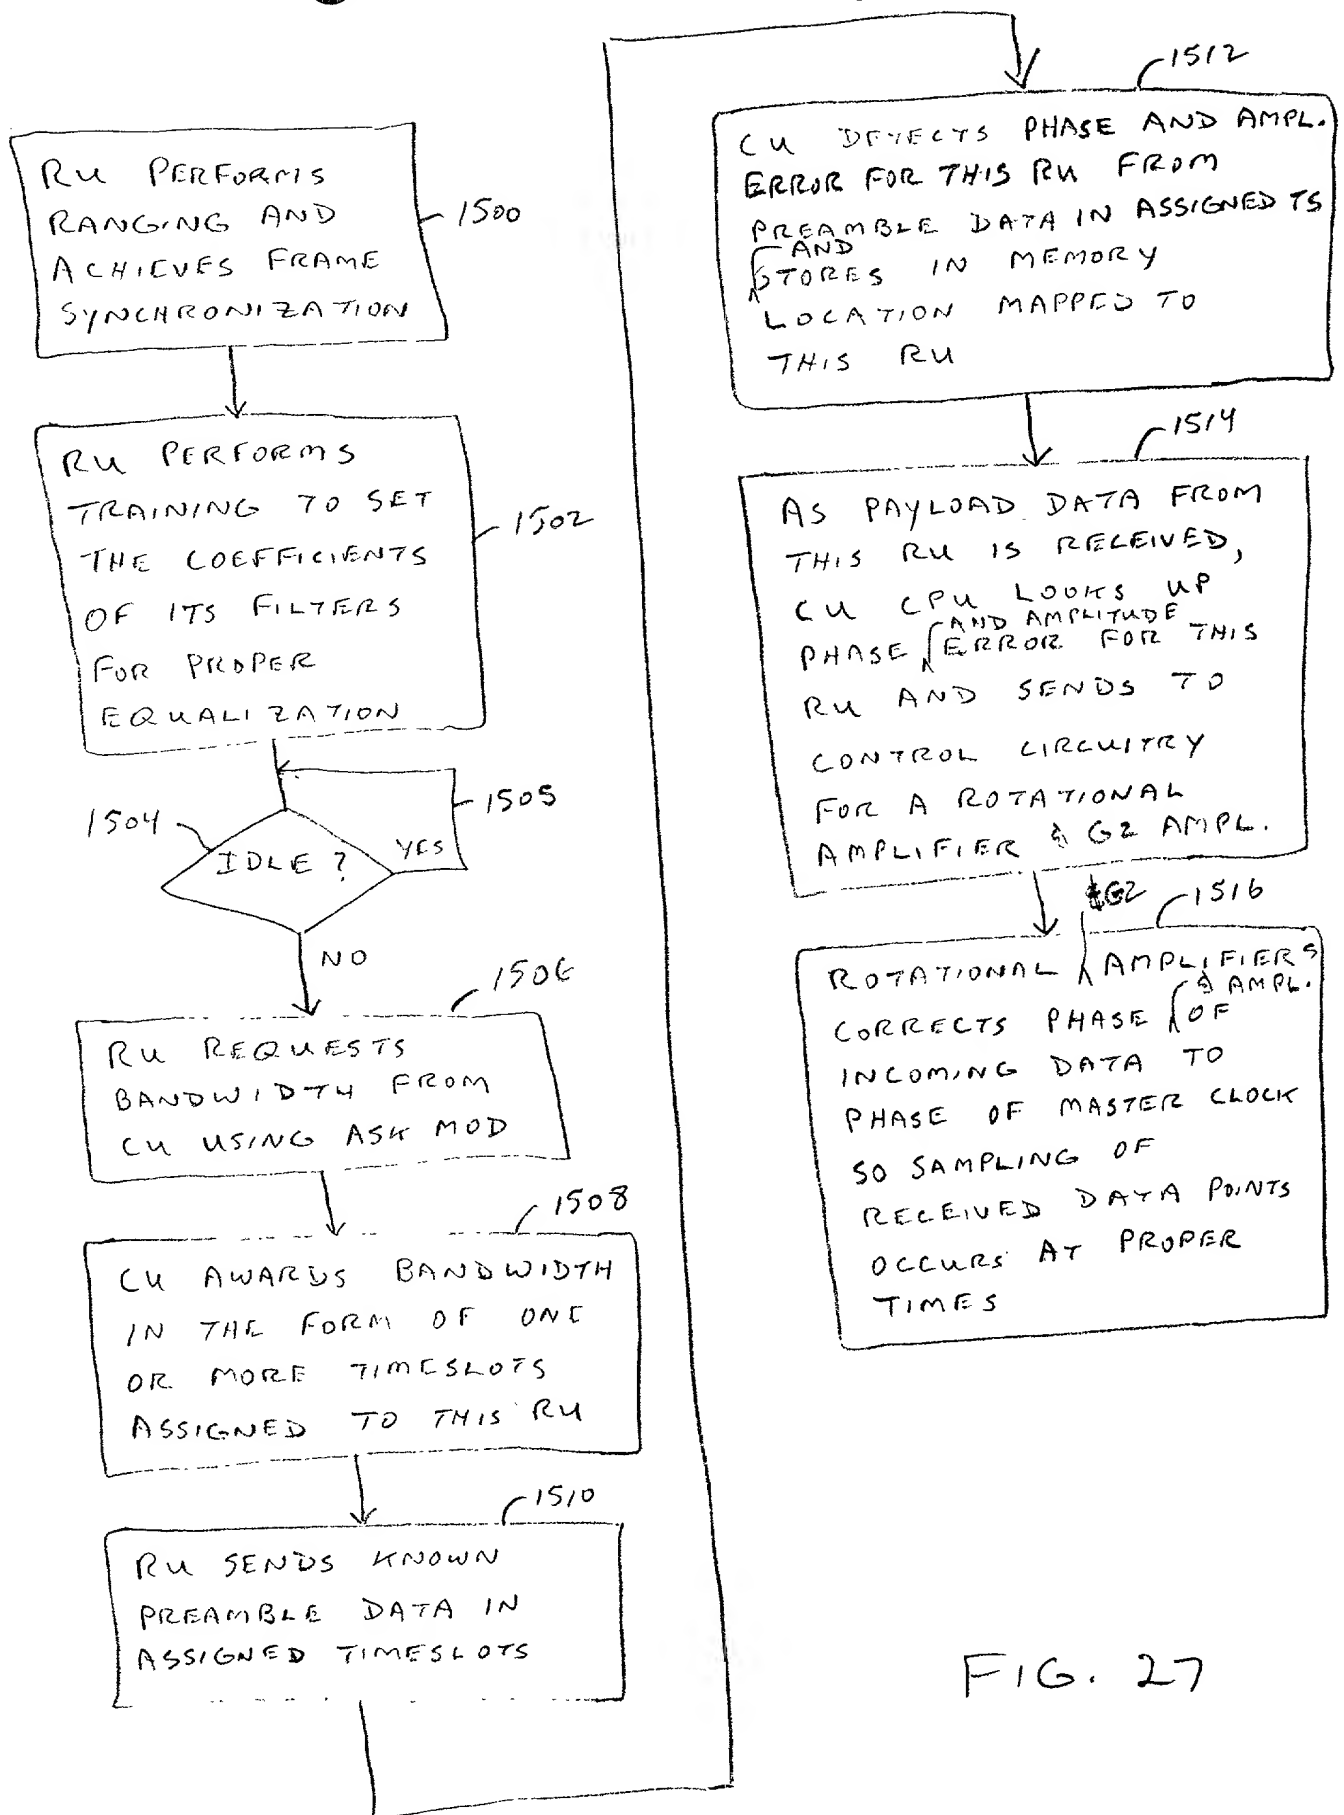 RU PERFORMS
RANGING AND
ACHIEVES FRAME
SYNCHRONIZATION
1500
RU PERFORMS
TRAINING TO SET
THE COEFFICIENTS
OF ITS FILTERS
FOR PROPER
EQUALIZATION
1502
1504
IDLE?
YES
1505
NO
1506
RU REQUESTS
BANDWIDTH FROM
CU USING ASK MOD
1508
CU AWARDS BANDWIDTH
IN THE FORM OF ONE
OR MORE TIMESLOTS
ASSIGNED TO THIS RU
1510
RU SENDS KNOWN
PREAMBLE DATA IN
ASSIGNED TIMESLOTS
1512
CU DETECTS PHASE AND AMPL.
ERROR FOR THIS RU FROM
PREAMBLE DATA IN ASSIGNED TS
AND
STORES IN MEMORY
LOCATION MAPPED TO
THIS RU
1514
AS PAYLOAD DATA FROM
THIS RU IS RECEIVED,
CU CPU LOOKS UP
AND AMPLITUDE
PHASE ERROR FOR THIS
RU AND SENDS TO
CONTROL CIRCUITRY
FOR A ROTATIONAL
AMPLIFIER & G2 AMPL.
&G2
1516
ROTATIONAL AMPLIFIERS
& AMPL.
CORRECTS PHASE OF
INCOMING DATA TO
PHASE OF MASTER CLOCK
SO SAMPLING OF
RECEIVED DATA POINTS
OCCURS AT PROPER
TIMES
FIG. 27